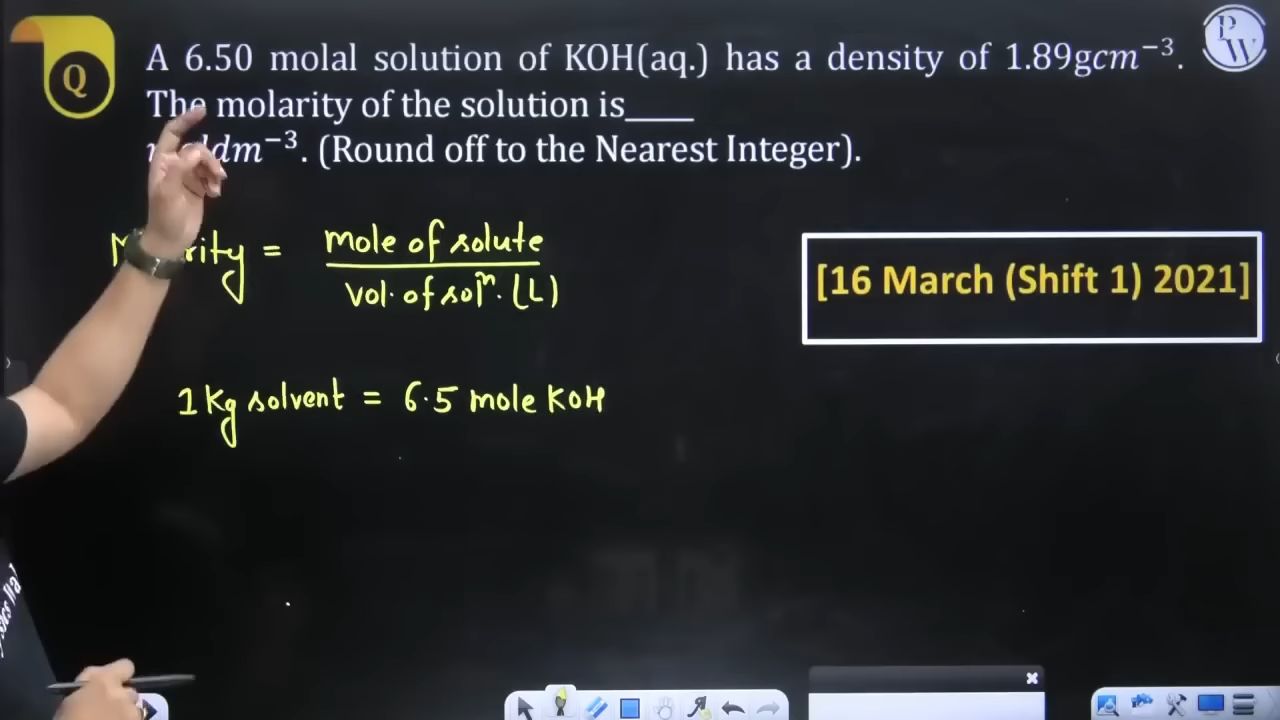 Q
A 6.50 molal solution of KOH(aq.) has a density of 1.89gcm⁻³.
The molarity of the solution is____
dm⁻³. (Round off to the Nearest Integer).
PW
= mole of solute
vol. of solⁿ. (L)
[16 March (Shift 1) 2021]
1 Kg solvent = 6.5 mole KOH